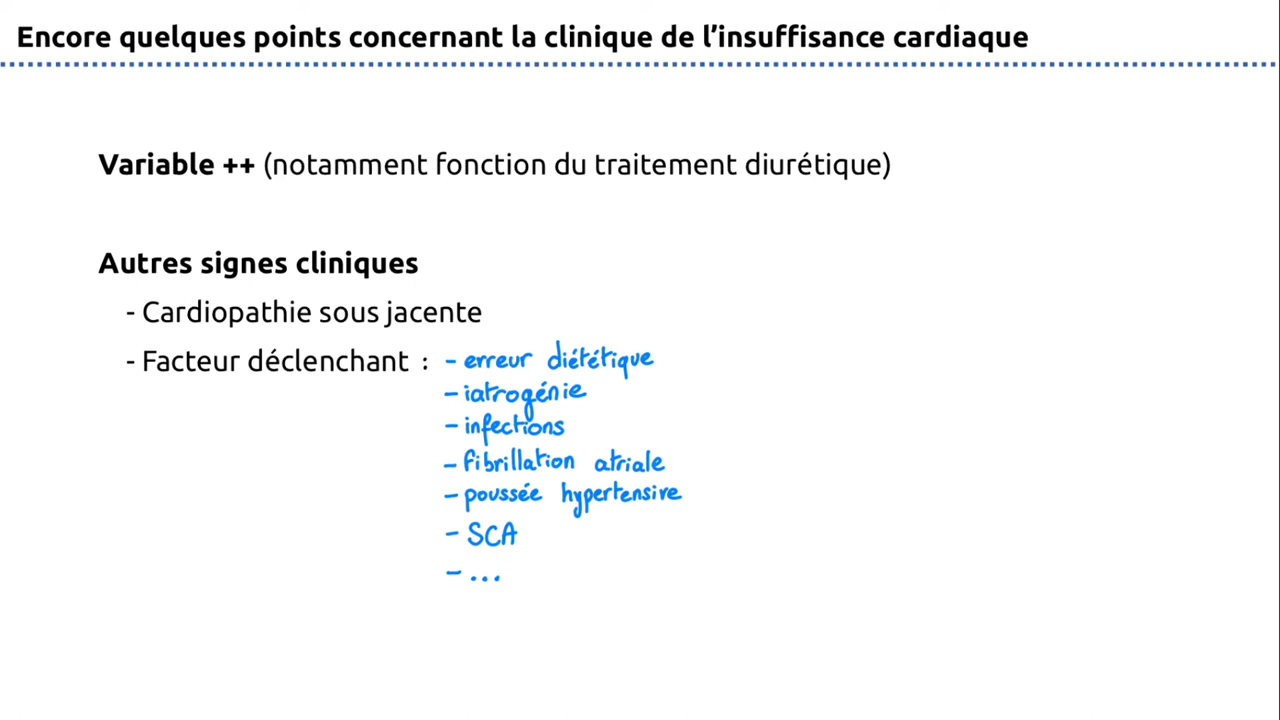 Encore quelques points concernant la clinique de l’insuffisance cardiaque
Variable ++ (notamment fonction du traitement diurétique)
Autres signes cliniques
- Cardiopathie sous jacente
- Facteur déclenchant : - erreur diététique
- iatrogénie
- infections
- fibrillation atriale
- poussée hypertensive
- SCA
- ...